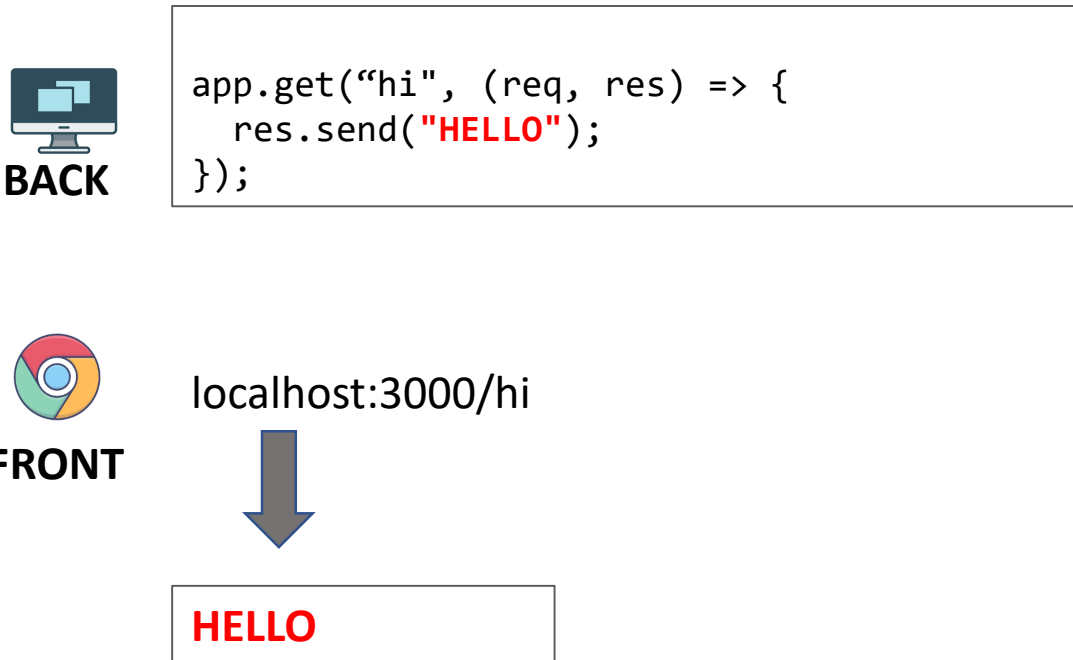 app.get(“hi", (req, res) => {
res.send("HELLO");
});
BACK
localhost:3000/hi
FRONT
HELLO